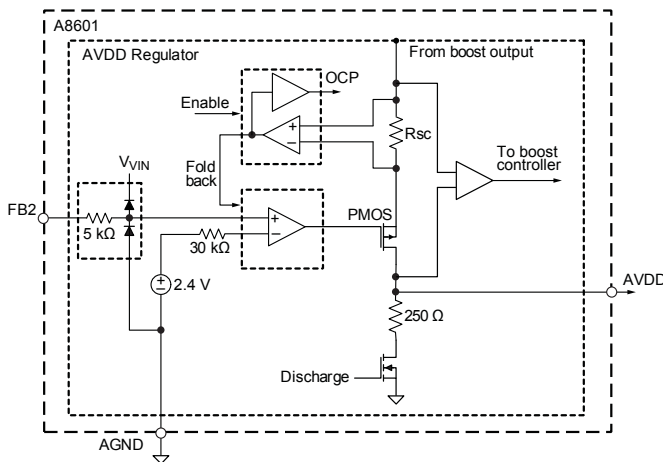 A8601
AVDD Regulator
From boost output
OCP
Enable
+
−
Rsc
To boost
controller
Fold
back
VVIN
FB2
5 kΩ
30 kΩ
+
−
PMOS
+
−
2.4 V
AVDD
250 Ω
Discharge
AGND